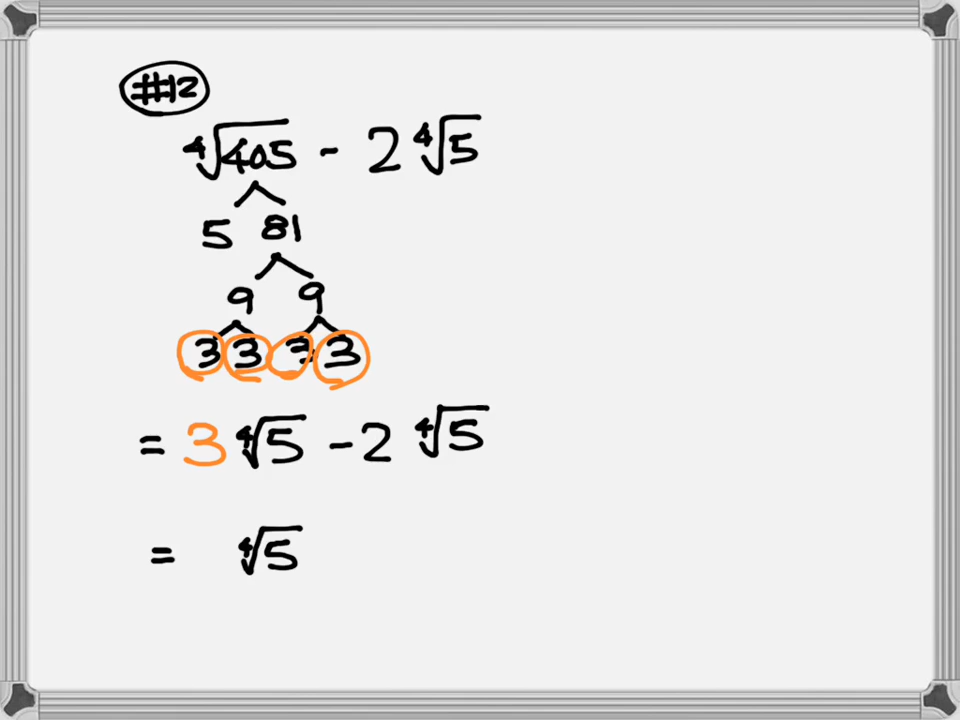 #12
∜405 - 2∜5
5 81
9 9
3 3 3 3
= 3∜5 - 2∜5
= ∜5